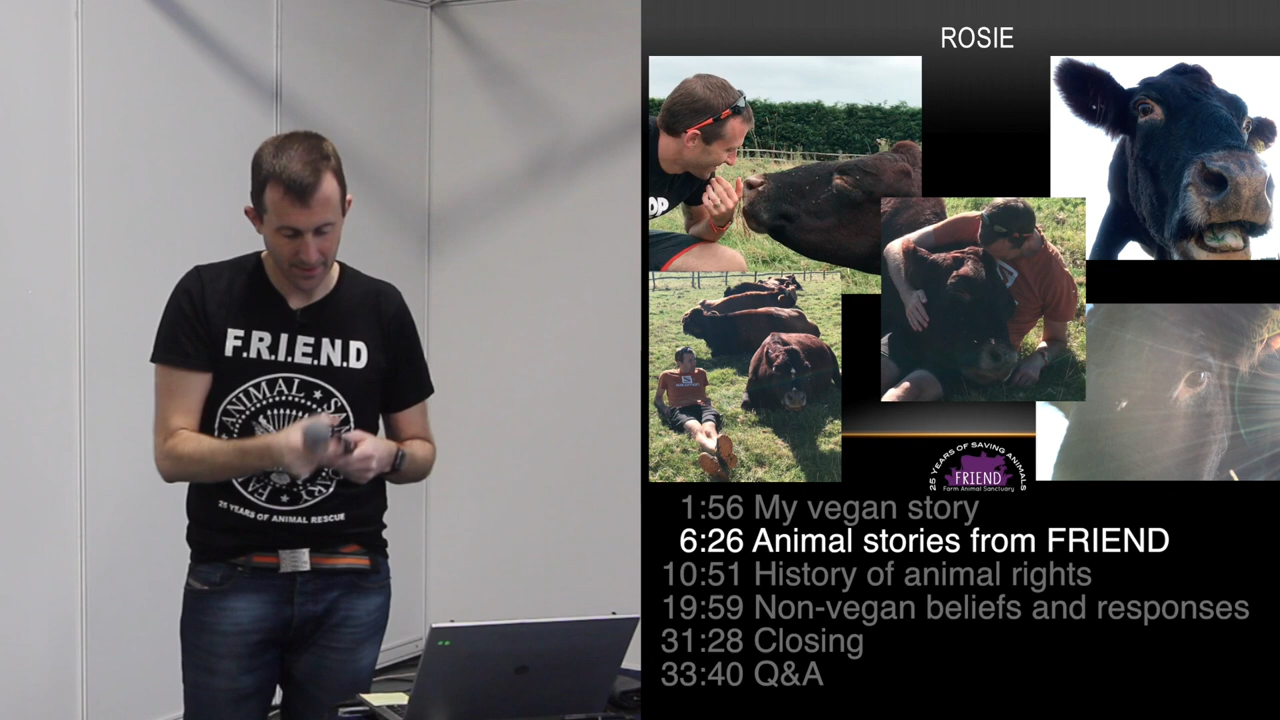 F.R.I.E.N.D
ANIMAL
25 YEARS OF ANIMAL RESCUE
ROSIE
25 YEARS OF SAVING ANIMALS
FRIEND
Farm Animal Sanctuary
1:56 My vegan story
6:26 Animal stories from FRIEND
10:51 History of animal rights
19:59 Non-vegan beliefs and responses
31:28 Closing
33:40 Q&A